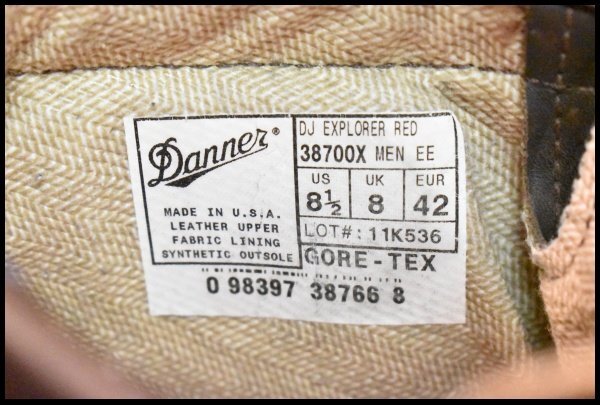 Danner®
MADE IN U.S.A.
LEATHER UPPER
FABRIC LINING
SYNTHETIC OUTSOLE
DJ EXPLORER RED
38700X MEN EE
US UK EUR
8½ 8 42
LOT#: 11K536
GORE-TEX
0 98397 38766 8